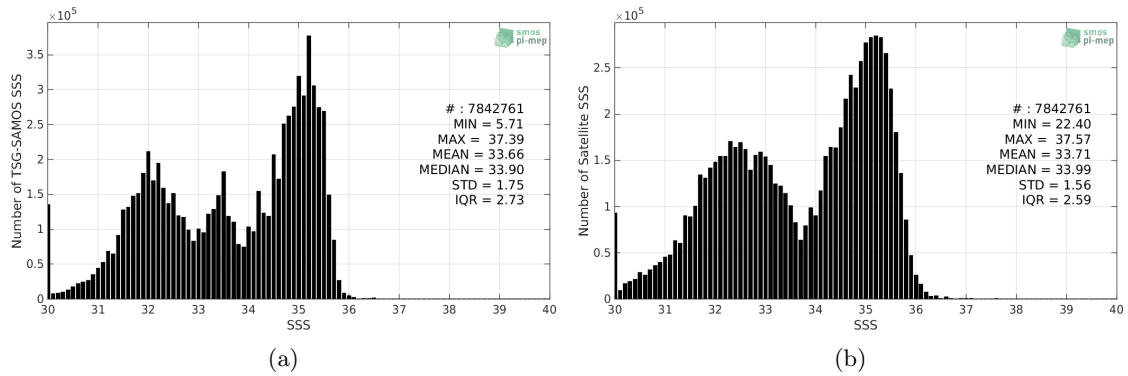 ×10⁵
3.5
3
2.5
2
1.5
1
0.5
0
30 31 32 33 34 35 36 37 38 39 40
SSS
Number of TSG-SAMOS SSS
smos
pi-mep
# : 7842761
MIN = 5.71
MAX = 37.39
MEAN = 33.66
MEDIAN = 33.90
STD = 1.75
IQR = 2.73
(a)
×10⁵
2.5
2
1.5
1
0.5
0
30 31 32 33 34 35 36 37 38 39 40
SSS
Number of Satellite SSS
smos
pi-mep
# : 7842761
MIN = 22.40
MAX = 37.57
MEAN = 33.71
MEDIAN = 33.99
STD = 1.56
IQR = 2.59
(b)